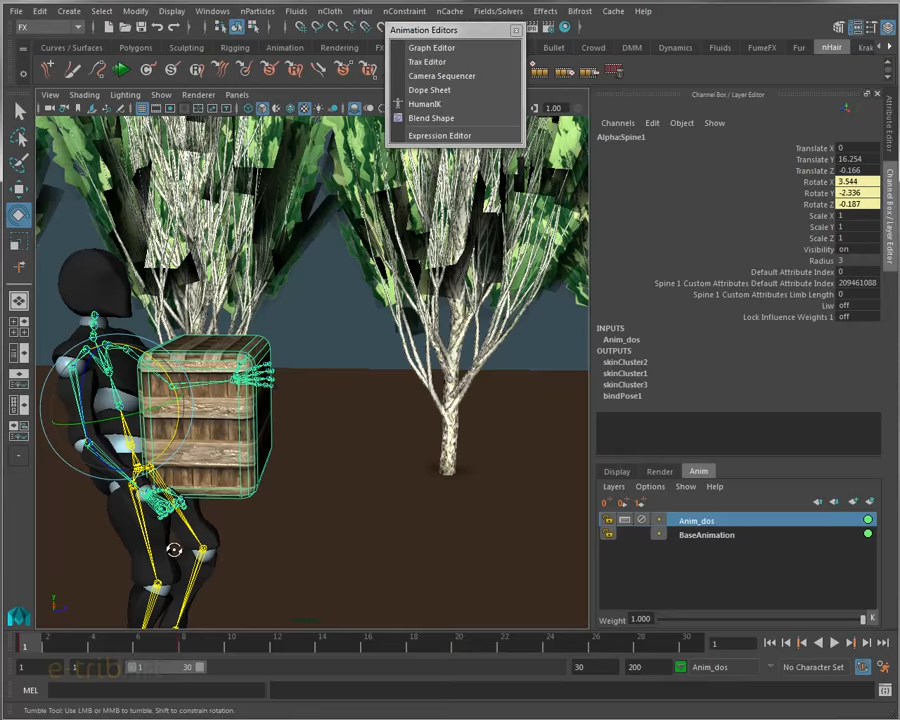 File Edit Create Select Modify Display Windows nParticles Fluids nCloth nHair nConstraint nCache Fields/Solvers Effects Bifrost Cache Help
Animation Editors
Graph Editor
Trax Editor
Camera Sequencer
Dope Sheet
HumanIK
Blend Shape
Expression Editor
FX
Curves / Surfaces Polygons Sculpting Rigging Animation Rendering Bullet Crowd DMM Dynamics Fluids FumeFX Fur nHair Krak
View Shading Lighting Show Renderer Panels
1.00
Channel Box / Layer Editor
Channels Edit Object Show
Alpha:Spine1
Translate X 0
Translate Y 16.254
Translate Z -0.166
Rotate X 3.544
Rotate Y -2.336
Rotate Z -0.187
Scale X 1
Scale Y 1
Scale Z 1
Visibility on
Radius 3
Default Attribute Index 0
Spine 1 Custom Attributes Default Attribute Index 209461088
Spine 1 Custom Attributes Limb Length 0
Liw off
Lock Influence Weights 1 off
INPUTS
Anim_dos
OUTPUTS
skinCluster2
skinCluster1
skinCluster3
bindPose1
Attribute Editor
Channel Box / Layer Editor
Display Render Anim
Layers Options Show Help
Anim_dos
BaseAnimation
Weight 1.000 K
y
1 2 4 6 8 10 12 14 16 18 20 22 24 26 28 30 1
1 1 1 30 30 200 Anim_dos No Character Set
MEL
Tumble Tool: Use LMB or MMB to tumble. Shift to constrain rotation.